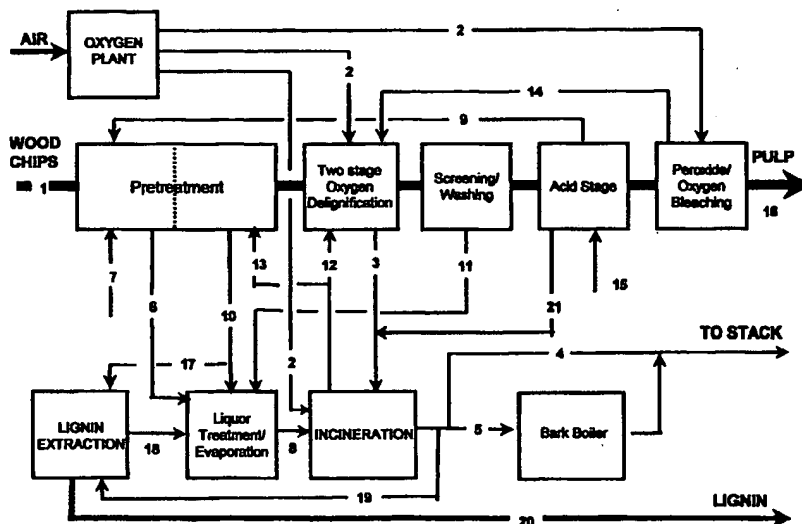 AIR
OXYGEN
PLANT
2
2
14
9
WOOD
CHIPS
1
Pretreatment
Two stage
Oxygen
Delignification
Screening/
Washing
Acid Stage
Peroxide/
Oxygen
Bleaching
PULP
16
7
6
10
13
12
3
11
21
15
2
17
4
TO STACK
LIGNIN
EXTRACTION
18
Liquor
Treatment/
Evaporation
8
INCINERATION
5
Bark Boiler
19
20
LIGNIN